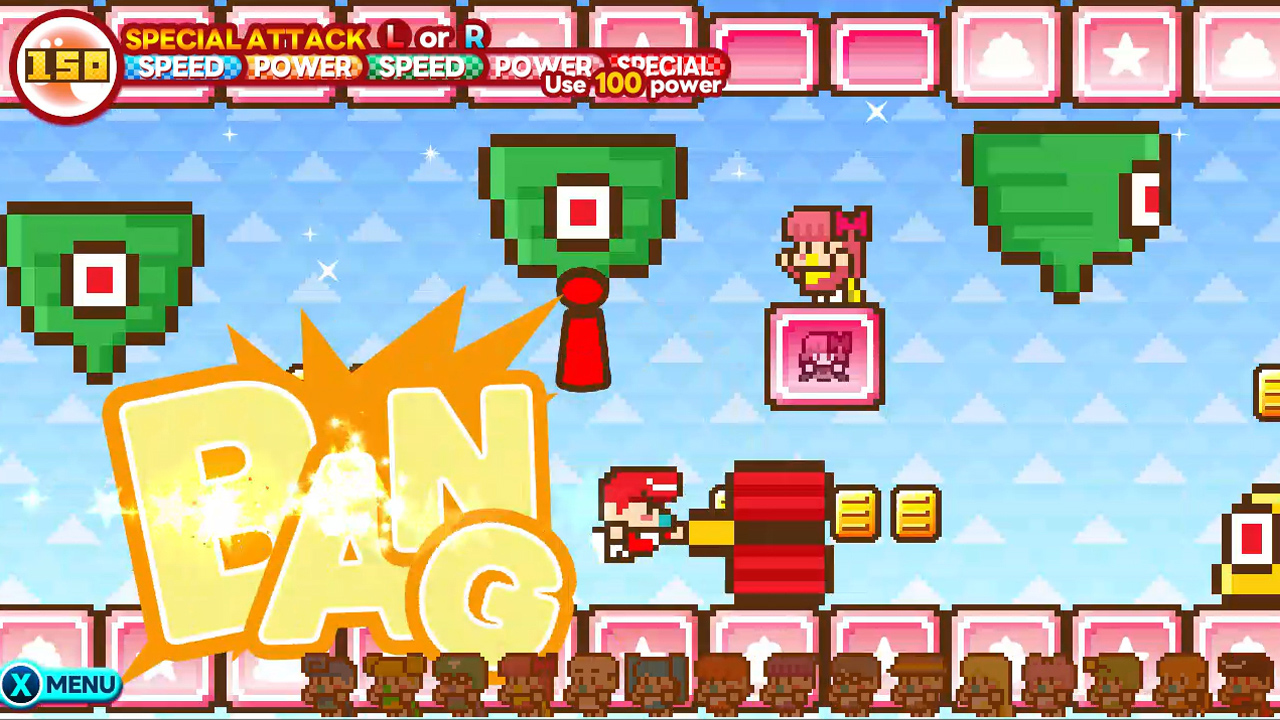 150
SPECIAL ATTACK L or R
SPEED POWER SPEED POWER SPECIAL
Use 100 power
BANG
X MENU